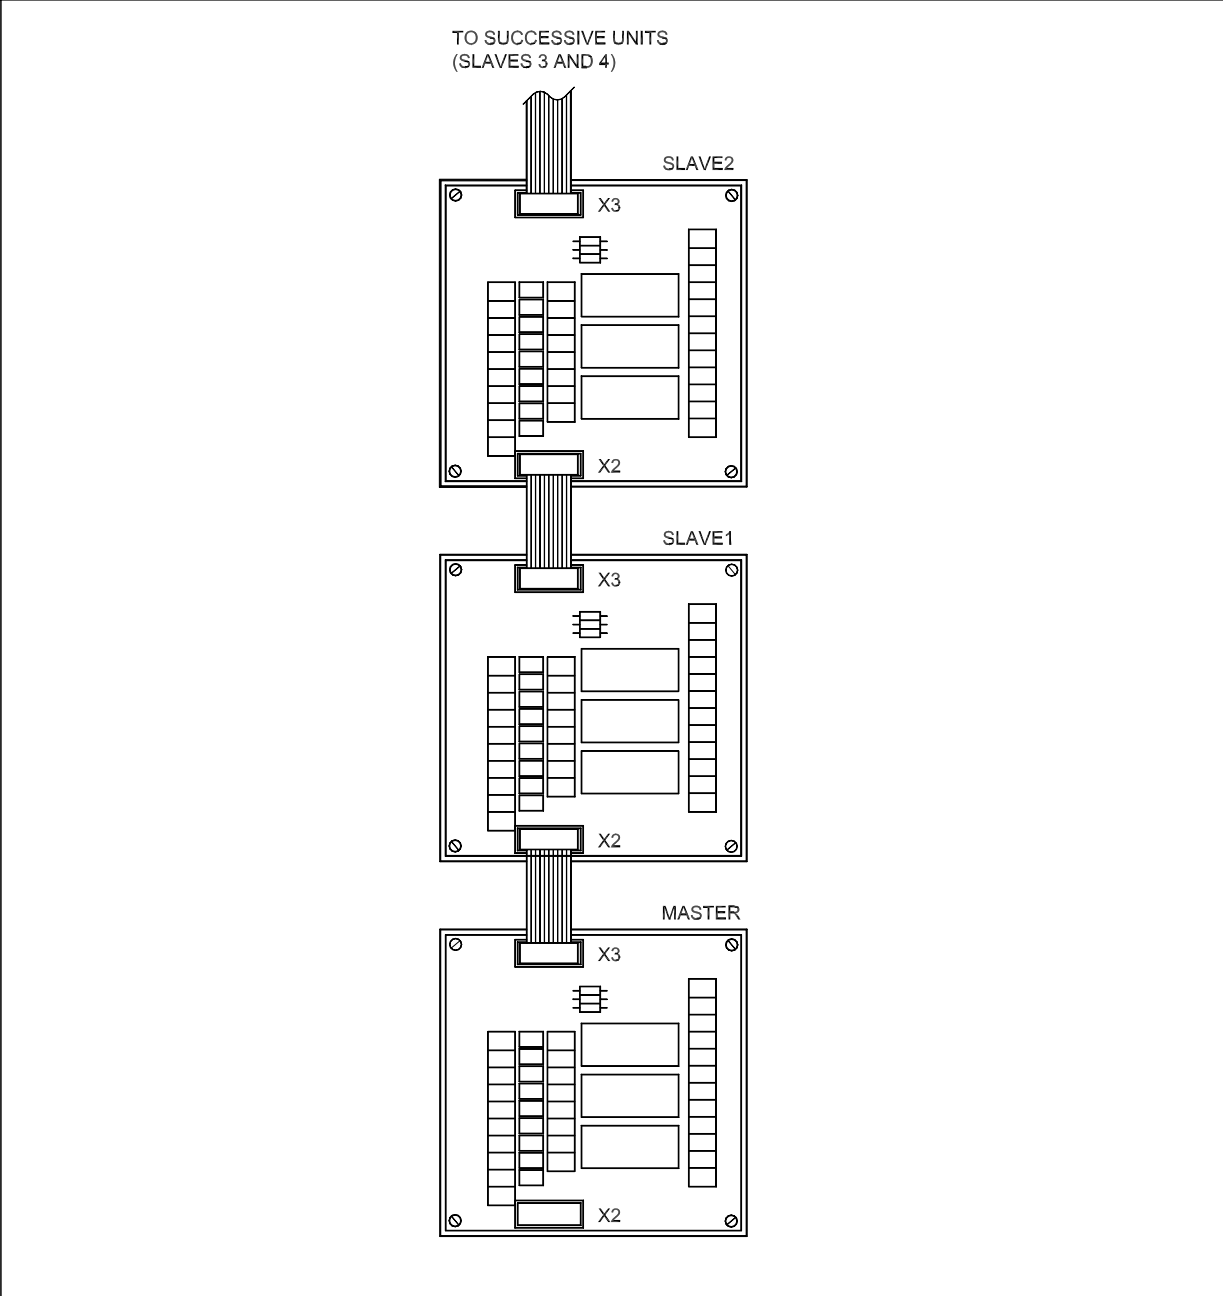 TO SUCCESSIVE UNITS
(SLAVES 3 AND 4)
SLAVE2
X3
X2
SLAVE1
X3
X2
MASTER
X3
X2